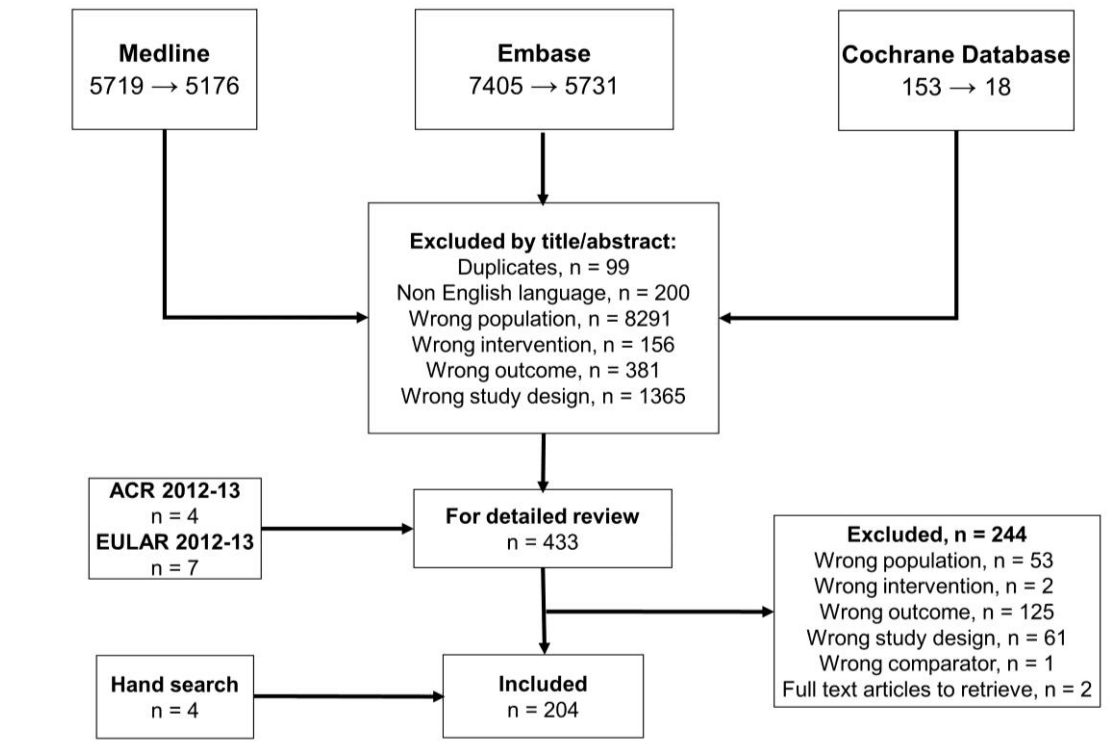 Medline
5719 → 5176
Embase
7405 → 5731
Cochrane Database
153 → 18
Excluded by title/abstract:
Duplicates, n = 99
Non English language, n = 200
Wrong population, n = 8291
Wrong intervention, n = 156
Wrong outcome, n = 381
Wrong study design, n = 1365
ACR 2012-13
n = 4
EULAR 2012-13
n = 7
For detailed review
n = 433
Excluded, n = 244
Wrong population, n = 53
Wrong intervention, n = 2
Wrong outcome, n = 125
Wrong study design, n = 61
Wrong comparator, n = 1
Full text articles to retrieve, n = 2
Hand search
n = 4
Included
n = 204